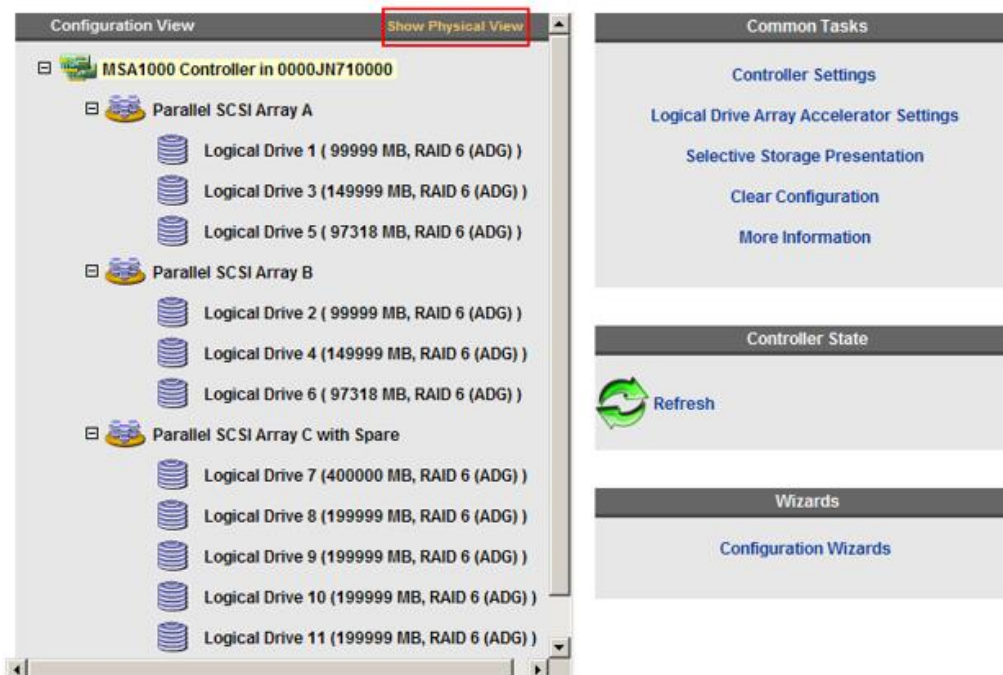 Configuration View
Show Physical View
MSA1000 Controller in 0000JN710000
Parallel SCSI Array A
Logical Drive 1 ( 99999 MB, RAID 6 (ADG) )
Logical Drive 3 (149999 MB, RAID 6 (ADG) )
Logical Drive 5 ( 97318 MB, RAID 6 (ADG) )
Parallel SCSI Array B
Logical Drive 2 ( 99999 MB, RAID 6 (ADG) )
Logical Drive 4 (149999 MB, RAID 6 (ADG) )
Logical Drive 6 ( 97318 MB, RAID 6 (ADG) )
Parallel SCSI Array C with Spare
Logical Drive 7 (400000 MB, RAID 6 (ADG) )
Logical Drive 8 (199999 MB, RAID 6 (ADG) )
Logical Drive 9 (199999 MB, RAID 6 (ADG) )
Logical Drive 10 (199999 MB, RAID 6 (ADG) )
Logical Drive 11 (199999 MB, RAID 6 (ADG) )
Common Tasks
Controller Settings
Logical Drive Array Accelerator Settings
Selective Storage Presentation
Clear Configuration
More Information
Controller State
Refresh
Wizards
Configuration Wizards